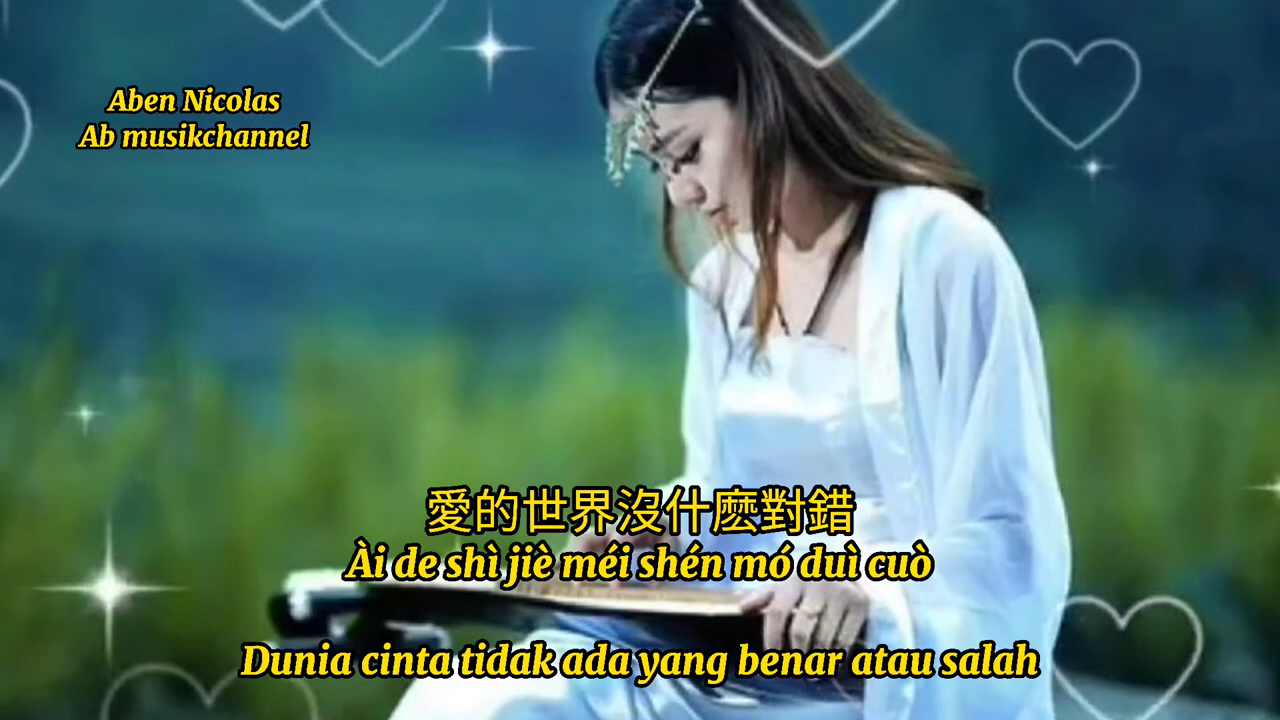 Aben Nicolas
Ab musikchannel
愛的世界沒什麽對錯
Ài de shì jiè méi shén mó duì cuò
Dunia cinta tidak ada yang benar atau salah